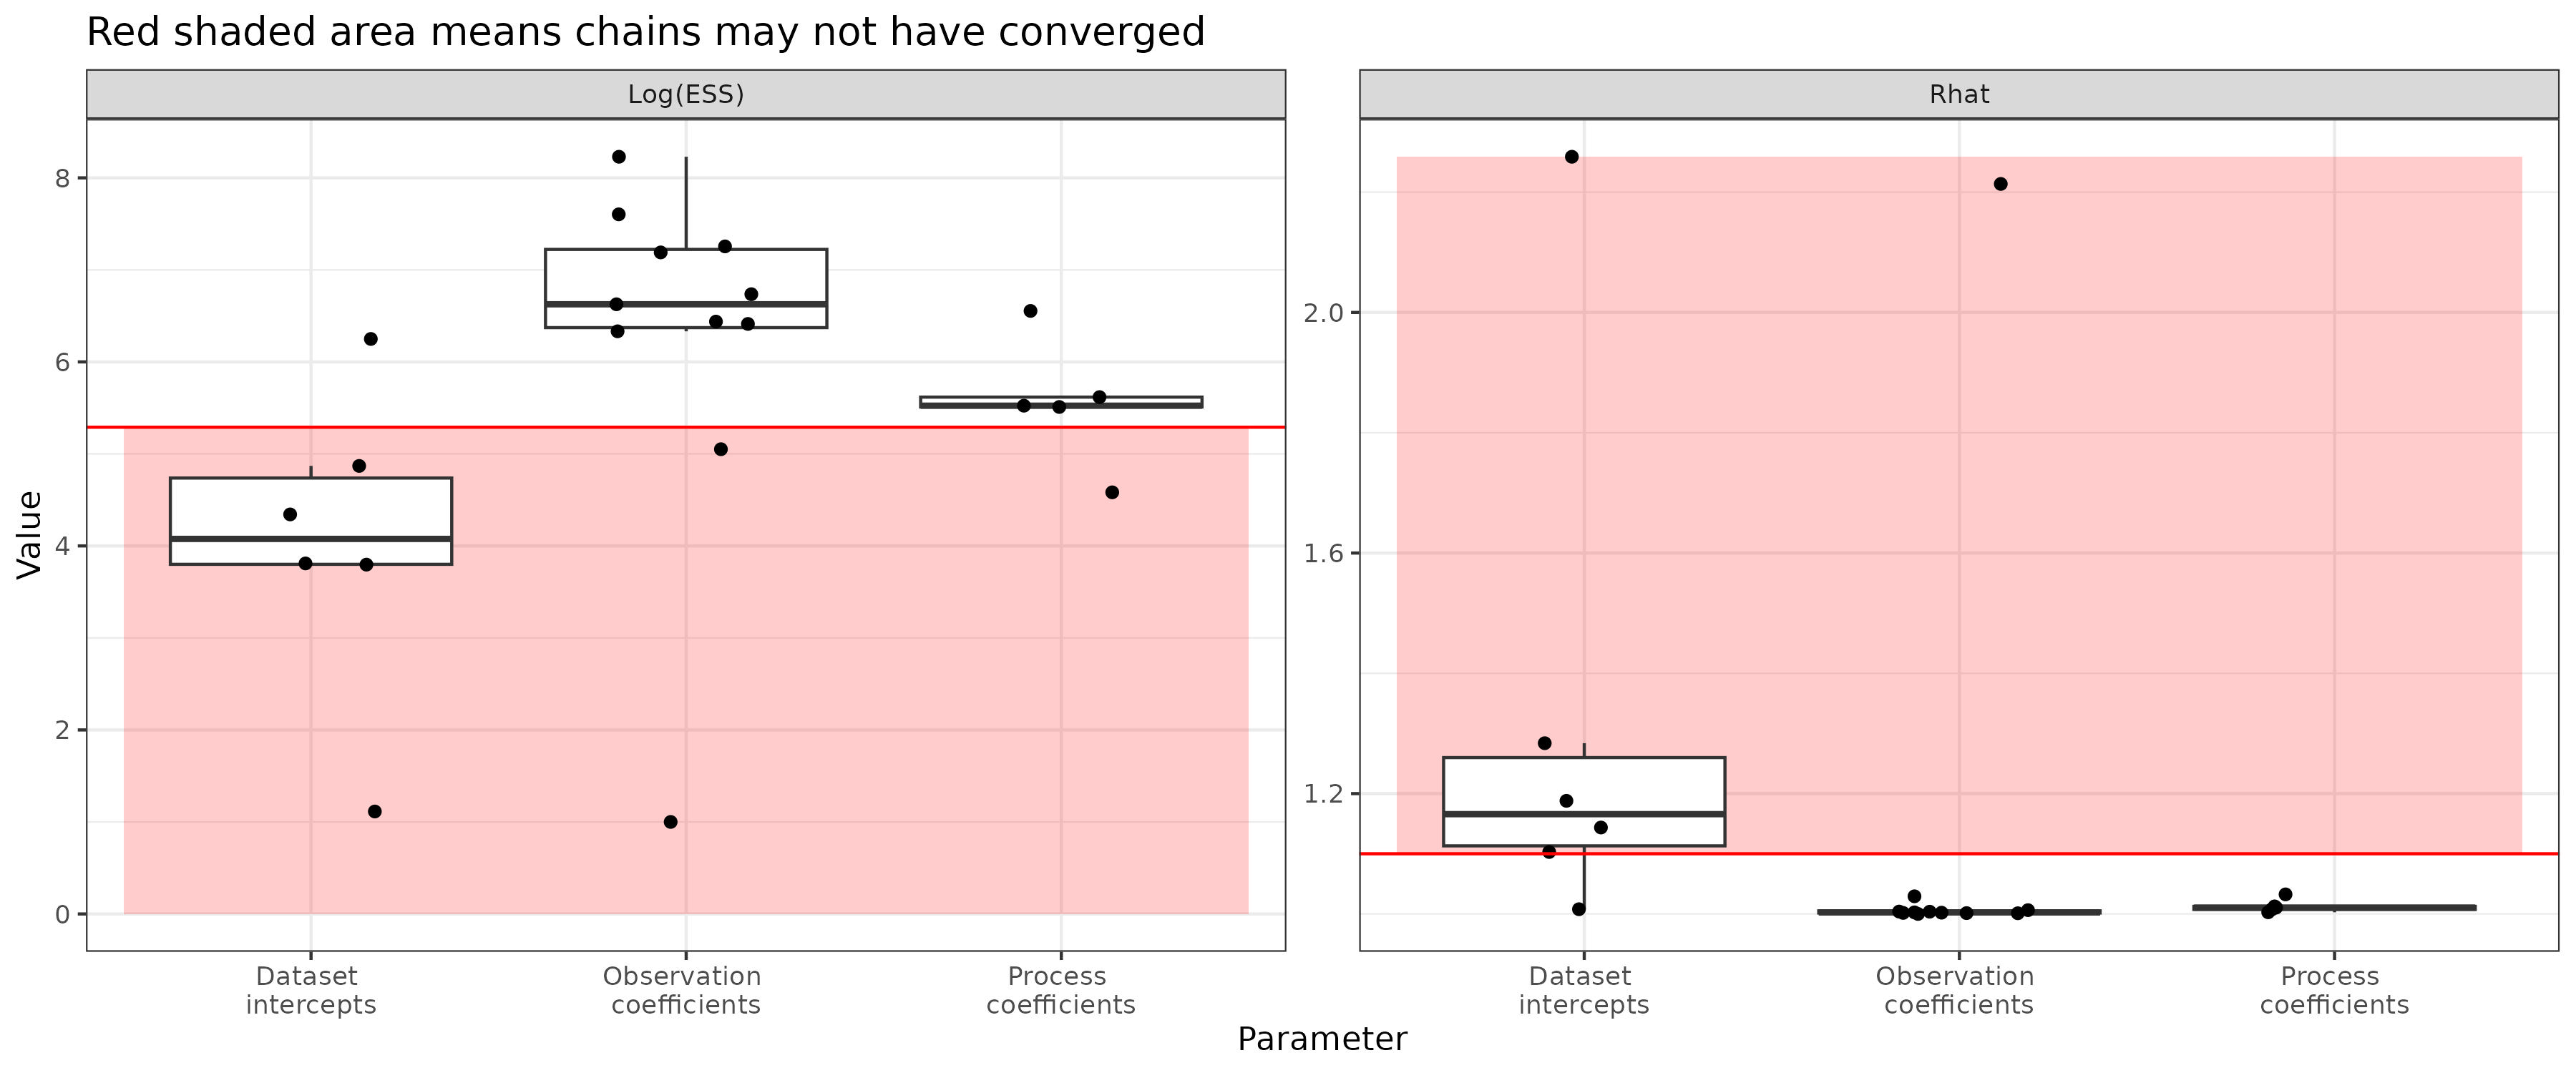 Red shaded area means chains may not have converged
Log(ESS)
Rhat
Value
8
6
4
2
0
2.0
1.6
1.2
Dataset
intercepts
Observation
coefficients
Process
coefficients
Dataset
intercepts
Observation
coefficients
Process
coefficients
Parameter